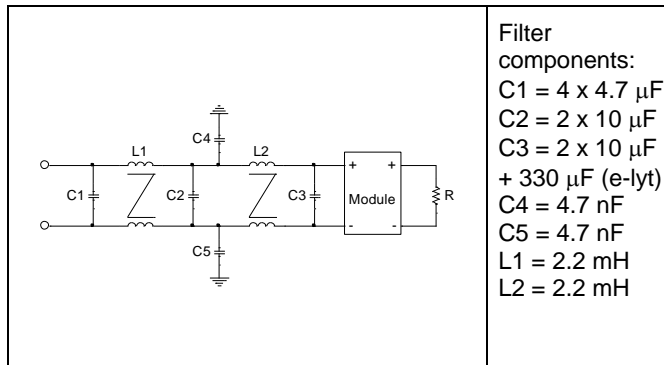 C4
L1
L2
+
+
C1
C2
C3
Module
R
-
-
C5
Filter
components:
C1 = 4 x 4.7 μF
C2 = 2 x 10 μF
C3 = 2 x 10 μF
+ 330 μF (e-lyt)
C4 = 4.7 nF
C5 = 4.7 nF
L1 = 2.2 mH
L2 = 2.2 mH